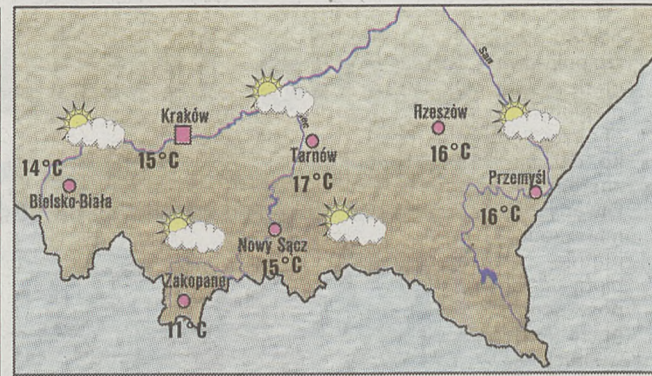 San
Kraków
15°C
Rzeszów
16°C
Tarnów
17°C
14°C
Bielsko-Biała
Przemyśl
16°C
Nowy Sącz
15°C
Zakopane
11°C